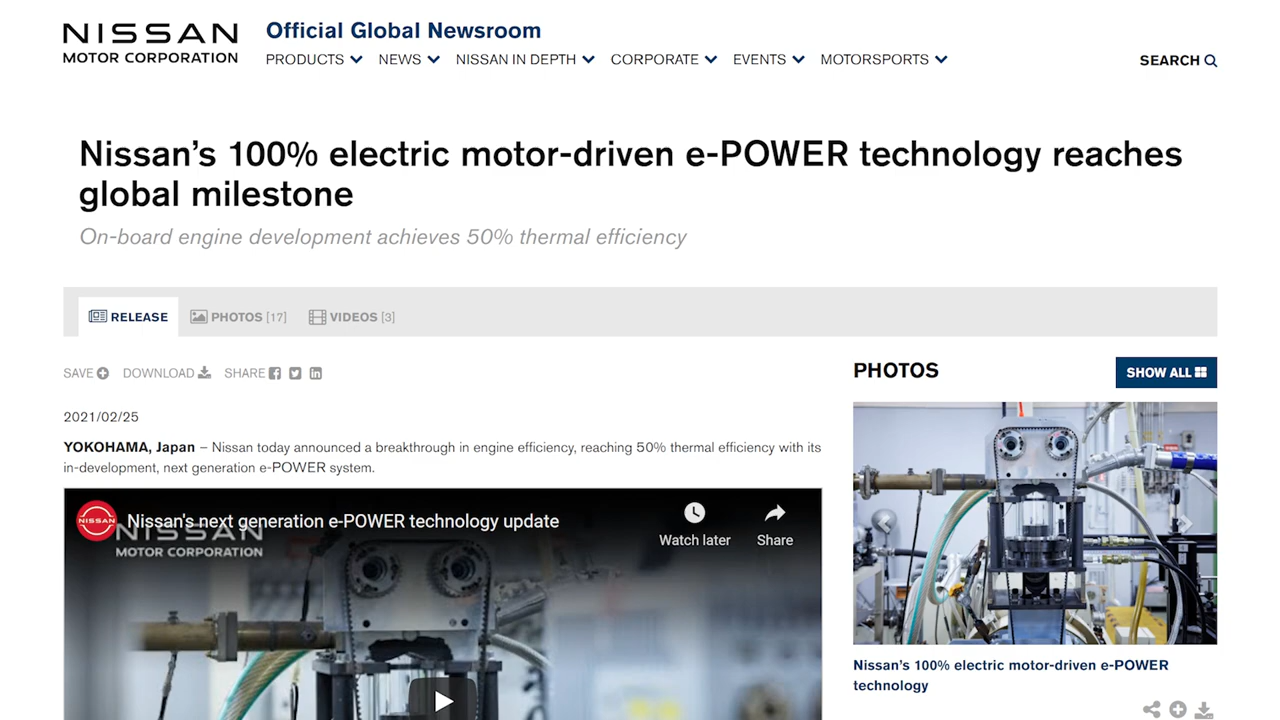 NISSAN
MOTOR CORPORATION
Official Global Newsroom
PRODUCTS NEWS NISSAN IN DEPTH CORPORATE EVENTS MOTORSPORTS
SEARCH
Nissan’s 100% electric motor-driven e-POWER technology reaches
global milestone
On-board engine development achieves 50% thermal efficiency
RELEASE PHOTOS [17] VIDEOS [3]
SAVE DOWNLOAD SHARE
2021/02/25
YOKOHAMA, Japan – Nissan today announced a breakthrough in engine efficiency, reaching 50% thermal efficiency with its
in-development, next generation e-POWER system.
NISSAN
Nissan's next generation e-POWER technology update
NISSAN
MOTOR CORPORATION
Watch later
Share
PHOTOS
SHOW ALL
Nissan’s 100% electric motor-driven e-POWER
technology